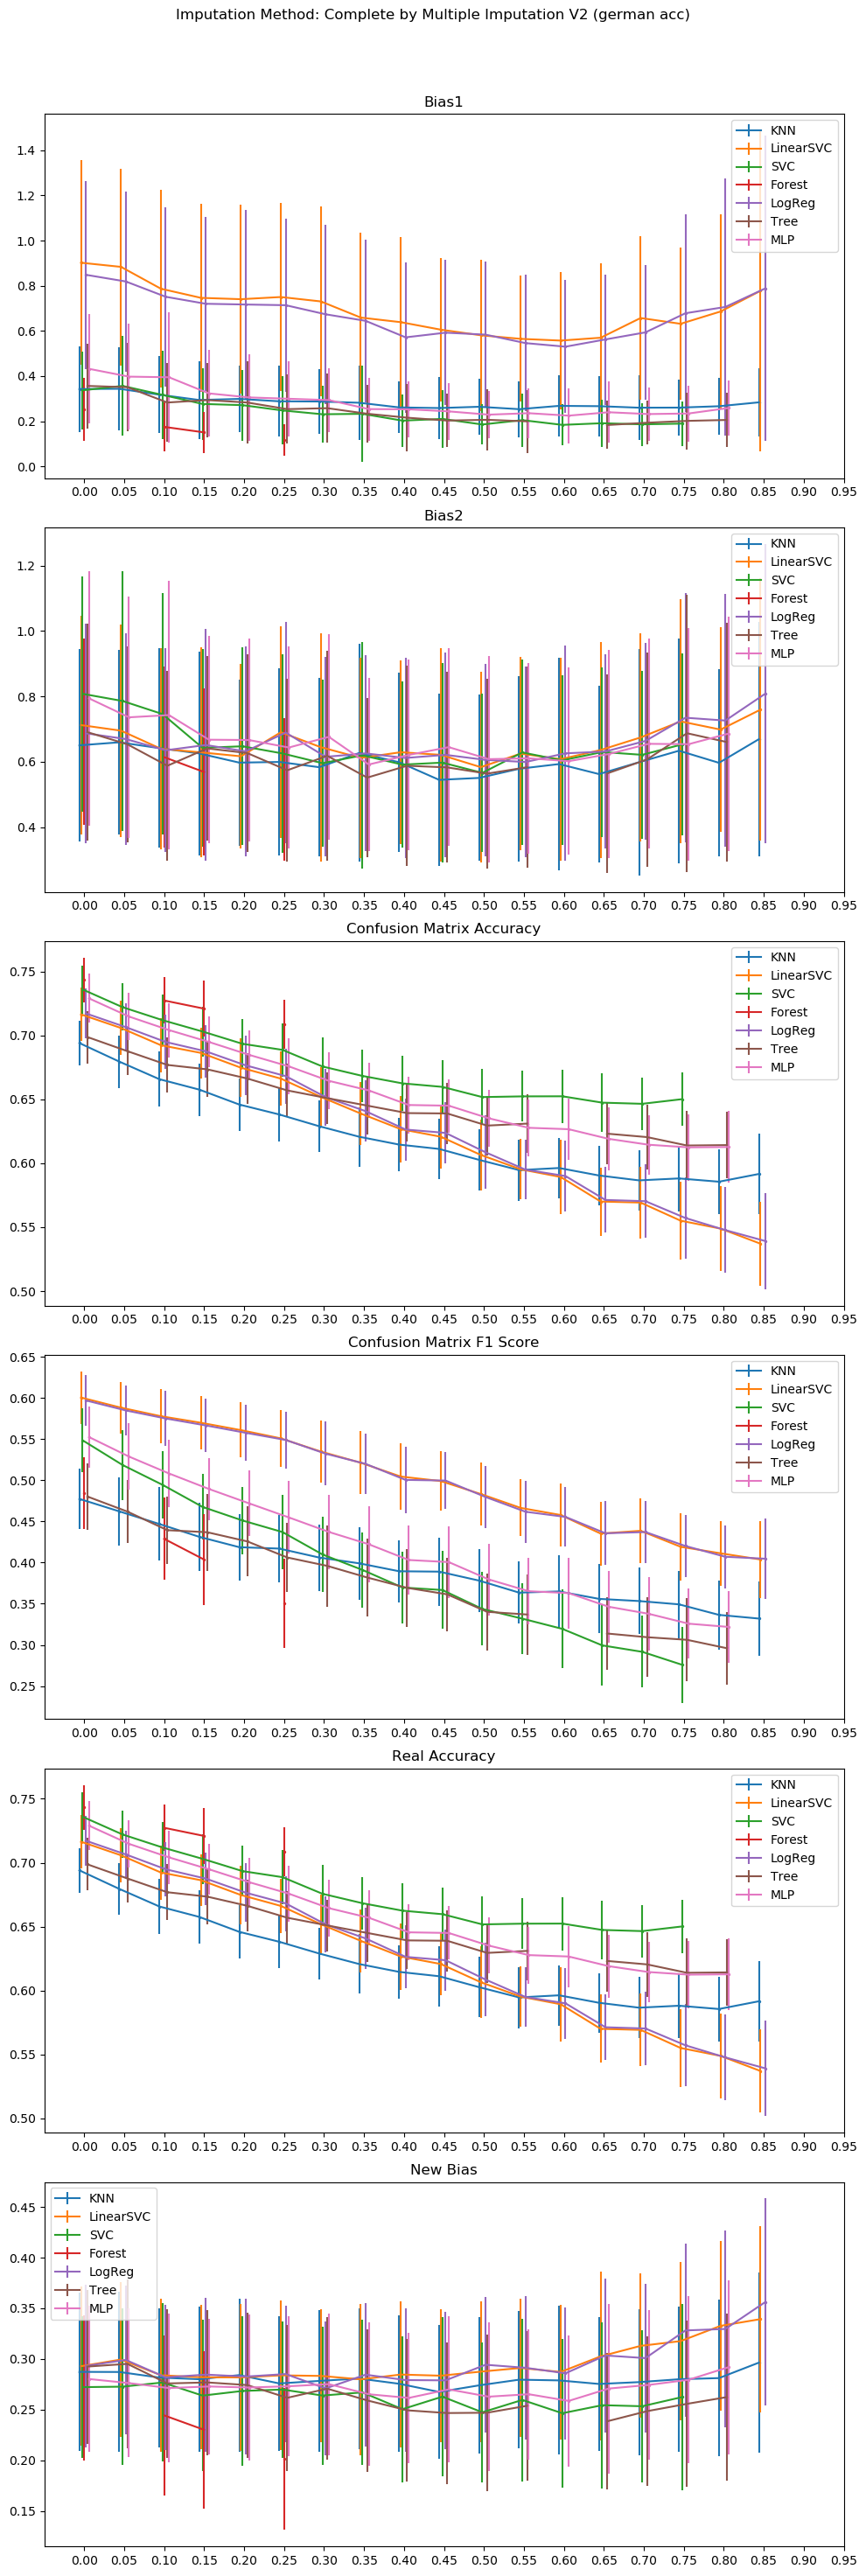 Imputation Method: Complete by Multiple Imputation V2 (german acc)
Bias1
1.4
1.2
1.0
0.8
0.6
0.4
0.2
0.0
KNN
LinearSVC
SVC
Forest
LogReg
Tree
MLP
0.00 0.05 0.10 0.15 0.20 0.25 0.30 0.35 0.40 0.45 0.50 0.55 0.60 0.65 0.70 0.75 0.80 0.85 0.90 0.95
Bias2
1.2
1.0
0.8
0.6
0.4
KNN
LinearSVC
SVC
Forest
LogReg
Tree
MLP
0.00 0.05 0.10 0.15 0.20 0.25 0.30 0.35 0.40 0.45 0.50 0.55 0.60 0.65 0.70 0.75 0.80 0.85 0.90 0.95
Confusion Matrix Accuracy
0.75
0.70
0.65
0.60
0.55
0.50
KNN
LinearSVC
SVC
Forest
LogReg
Tree
MLP
0.00 0.05 0.10 0.15 0.20 0.25 0.30 0.35 0.40 0.45 0.50 0.55 0.60 0.65 0.70 0.75 0.80 0.85 0.90 0.95
Confusion Matrix F1 Score
0.65
0.60
0.55
0.50
0.45
0.40
0.35
0.30
0.25
KNN
LinearSVC
SVC
Forest
LogReg
Tree
MLP
0.00 0.05 0.10 0.15 0.20 0.25 0.30 0.35 0.40 0.45 0.50 0.55 0.60 0.65 0.70 0.75 0.80 0.85 0.90 0.95
Real Accuracy
0.75
0.70
0.65
0.60
0.55
0.50
KNN
LinearSVC
SVC
Forest
LogReg
Tree
MLP
0.00 0.05 0.10 0.15 0.20 0.25 0.30 0.35 0.40 0.45 0.50 0.55 0.60 0.65 0.70 0.75 0.80 0.85 0.90 0.95
New Bias
0.45
0.40
0.35
0.30
0.25
0.20
0.15
KNN
LinearSVC
SVC
Forest
LogReg
Tree
MLP
0.00 0.05 0.10 0.15 0.20 0.25 0.30 0.35 0.40 0.45 0.50 0.55 0.60 0.65 0.70 0.75 0.80 0.85 0.90 0.95